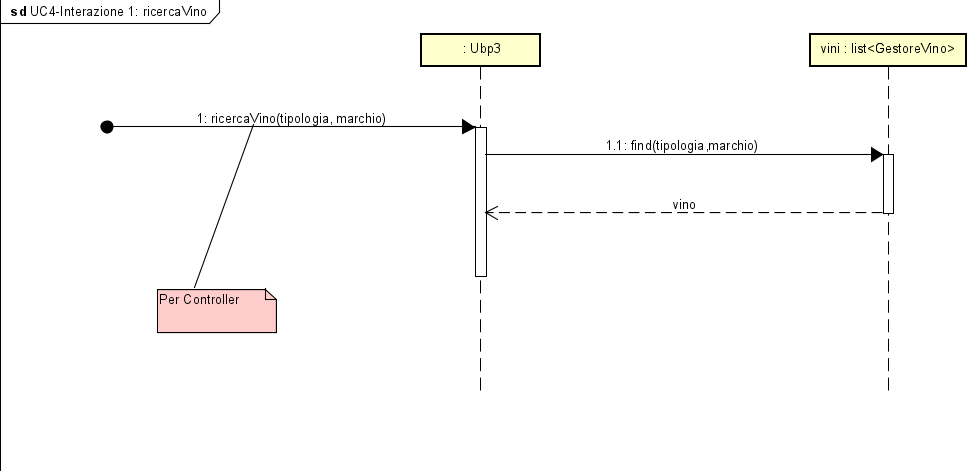 sd UC4-Interazione 1: ricercaVino
: Ubp3
vini : list<GestoreVino>
1: ricercaVino(tipologia, marchio)
1.1: find(tipologia,marchio)
vino
Per Controller